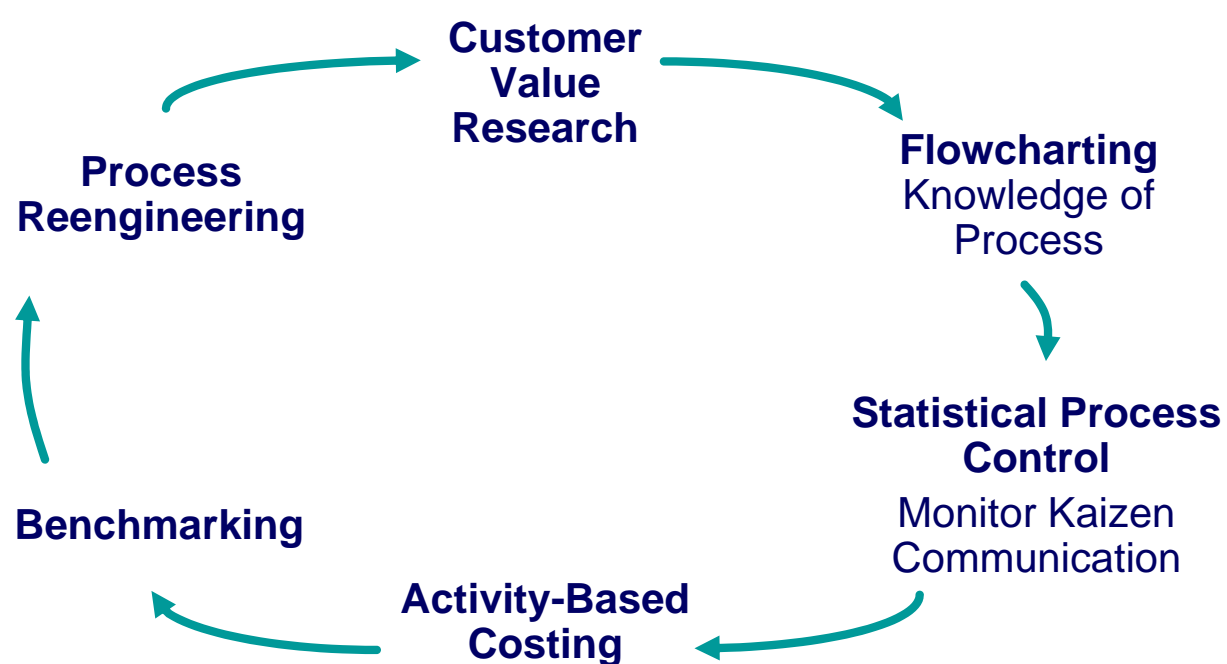 Customer
Value
Research
Flowcharting
Knowledge of
Process
Statistical Process
Control
Monitor Kaizen
Communication
Activity-Based
Costing
Benchmarking
Process
Reengineering